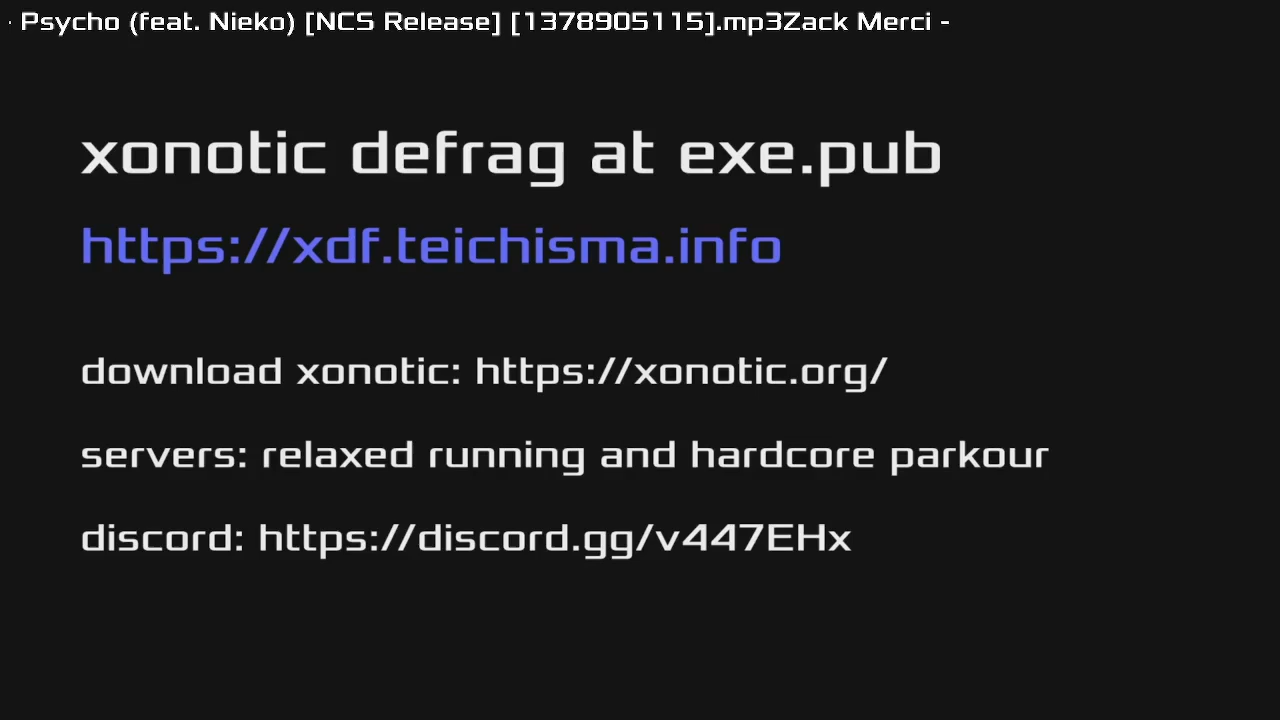 - Psycho (feat. Nieko) [NCS Release] [1378905115].mp3Zack Merci -
xonotic defrag at exe.pub
https://xdf.teichisma.info
download xonotic: https://xonotic.org/
servers: relaxed running and hardcore parkour
discord: https://discord.gg/v447EHx